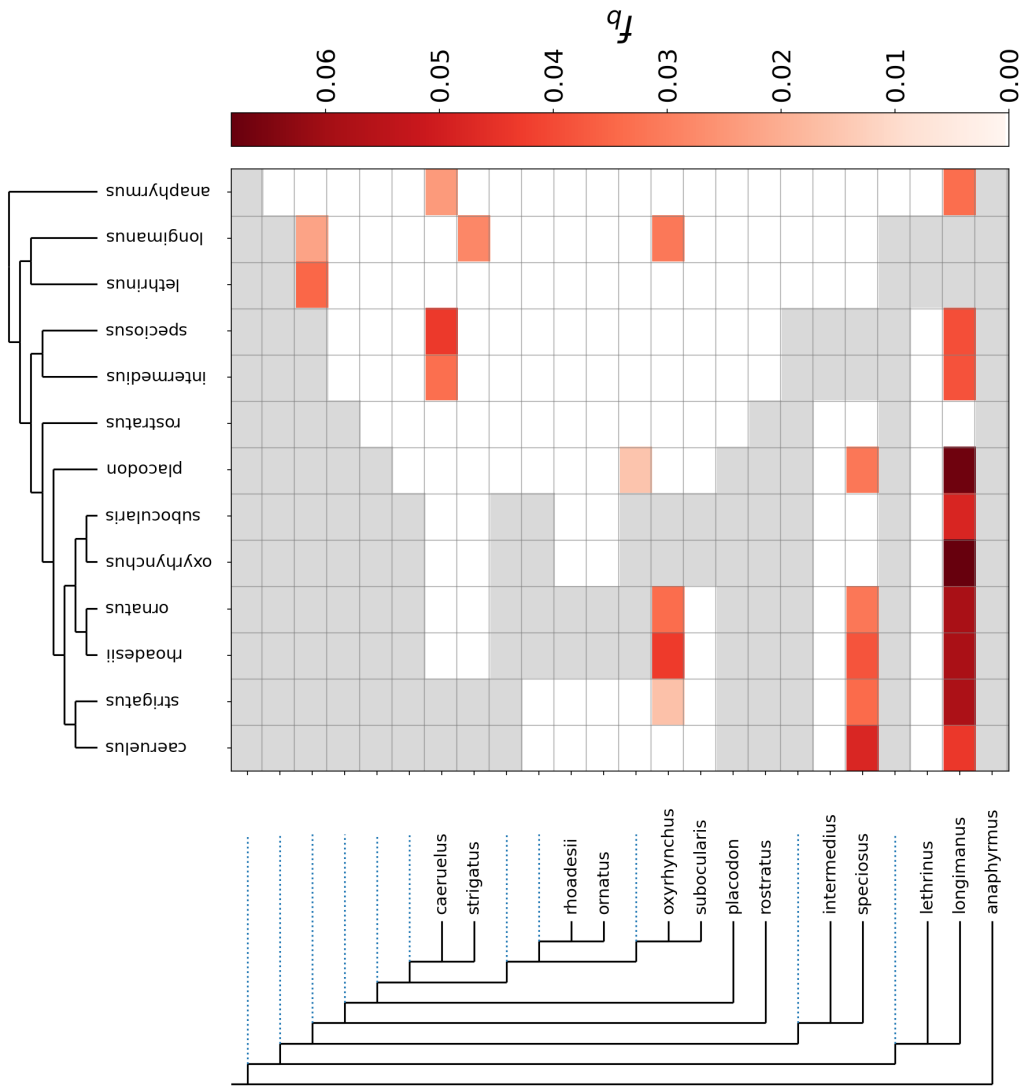 f_b
0.06
0.05
0.04
0.03
0.02
0.01
0.00
anaphyrmus
longimanus
lethrinus
speciosus
intermedius
rostratus
placodon
subocularis
oxyrhynchus
ornatus
rhoadesii
strigatus
caeruelus
caeruelus
strigatus
rhoadesii
ornatus
oxyrhynchus
subocularis
placodon
rostratus
intermedius
speciosus
lethrinus
longimanus
anaphyrmus